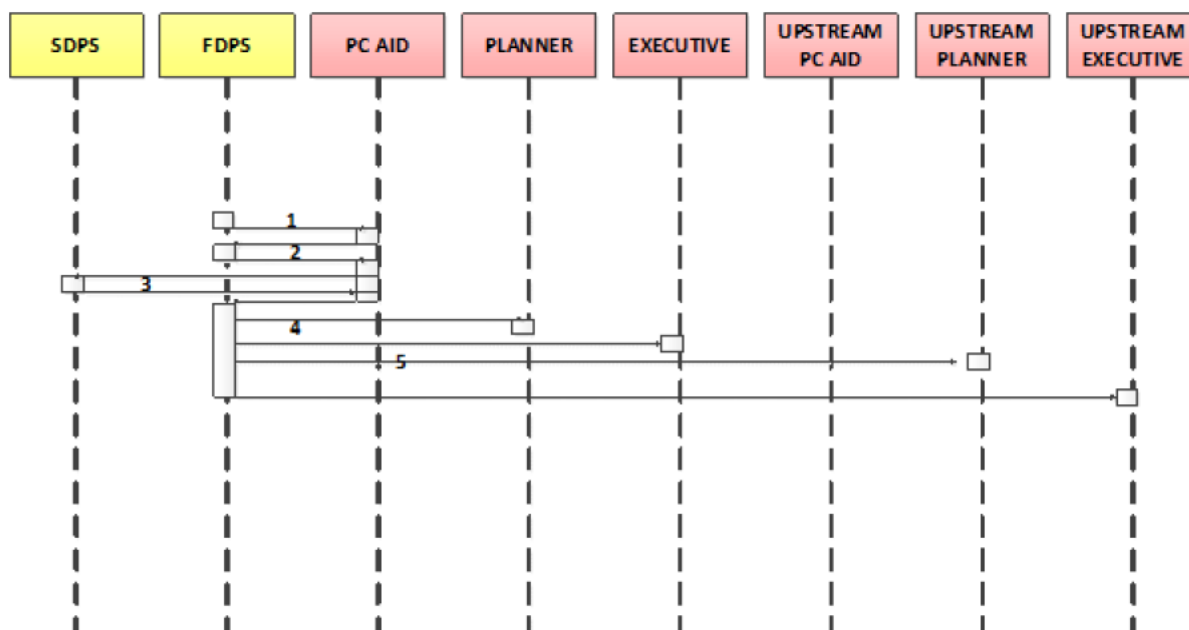 SDPS
FDPS
PC AID
PLANNER
EXECUTIVE
UPSTREAM
PC AID
UPSTREAM
PLANNER
UPSTREAM
EXECUTIVE
1
2
3
4
5